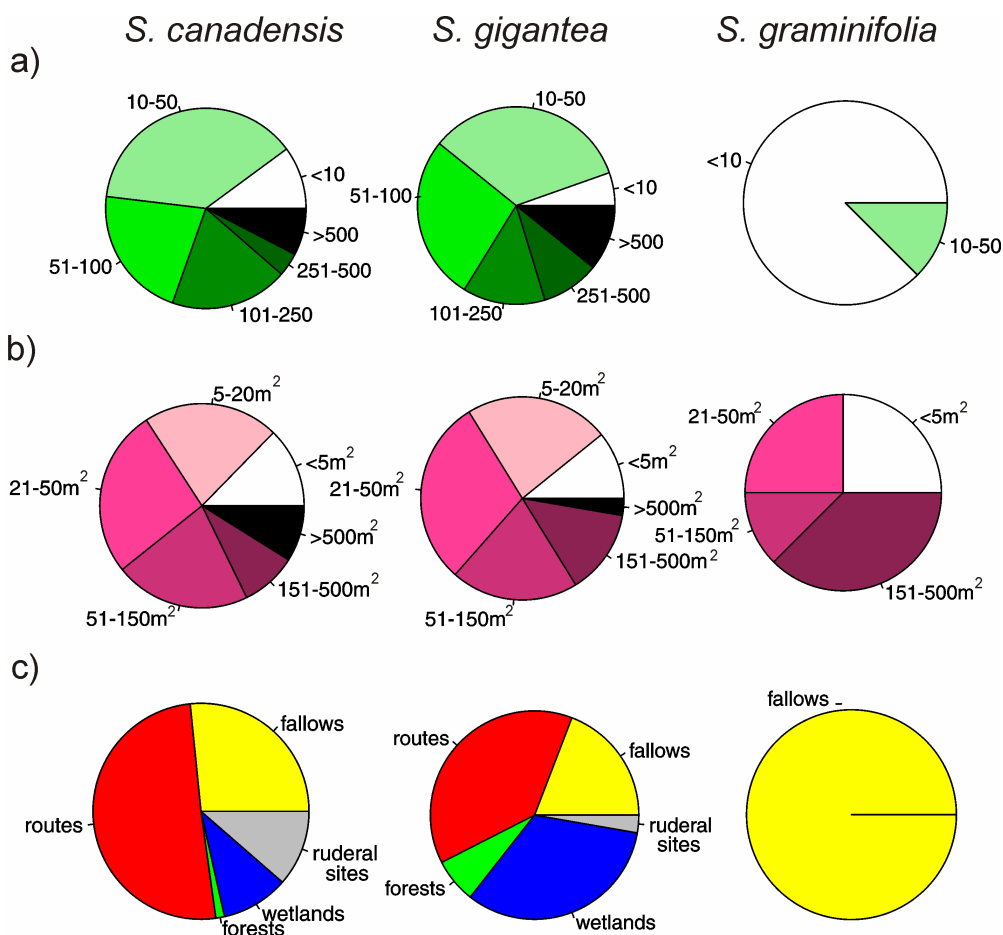 S. canadensis
S. gigantea
S. graminifolia
a)
10-50
<10
>500
251-500
101-250
51-100
10-50
<10
>500
251-500
101-250
51-100
<10
10-50
b)
5-20m²
<5m²
>500m²
151-500m²
51-150m²
21-50m²
5-20m²
<5m²
>500m²
151-500m²
51-150m²
21-50m²
21-50m²
<5m²
51-150m²
151-500m²
c)
fallows
routes
ruderal
sites
wetlands
forests
routes
fallows
ruderal
sites
forests
wetlands
fallows